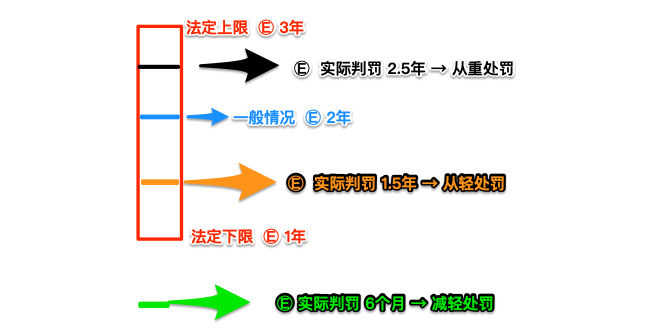 法定上限 Ⓔ 3年
Ⓔ 实际判罚 2.5年 → 从重处罚
一般情况 Ⓔ 2年
Ⓔ 实际判罚 1.5年 → 从轻处罚
法定下限 Ⓔ 1年
Ⓔ 实际判罚 6个月 → 减轻处罚